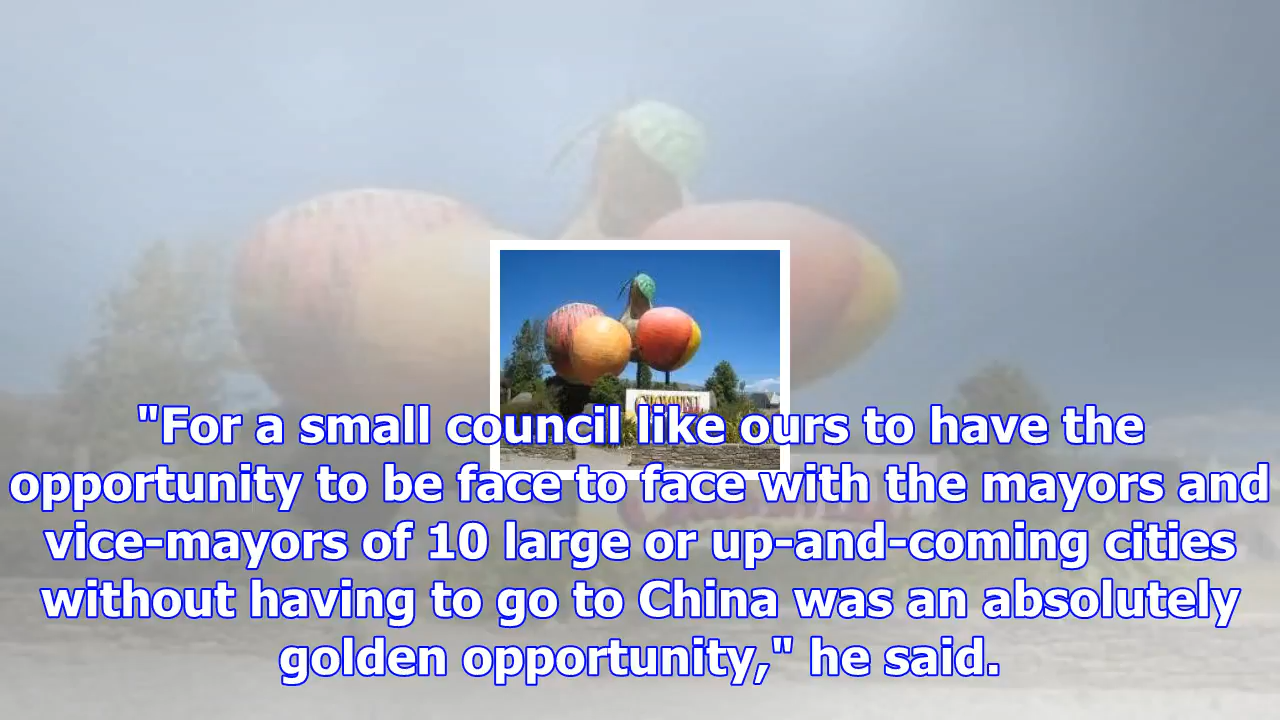 "For a small council like ours to have the
opportunity to be face to face with the mayors and
vice-mayors of 10 large or up-and-coming cities
without having to go to China was an absolutely
golden opportunity," he said.